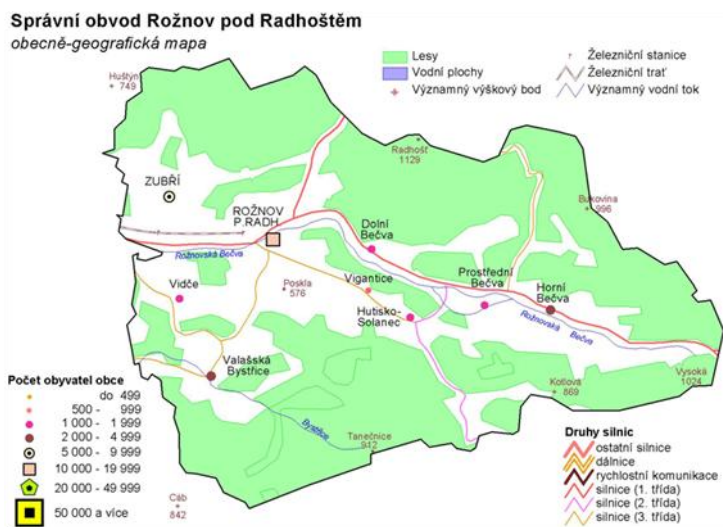 Správní obvod Rožnov pod Radhoštěm
obecně-geografická mapa
Lesy
Vodní plochy
Významný výškový bod
Železniční stanice
Železniční trať
Významný vodní tok
Huštýn
749
Radhošť
1129
ZUBŘÍ
Bukovina
996
ROŽNOV
P.RADH.
Dolní
Bečva
Rožnovská Bečva
Vidče
Poskla
576
Vigantice
Prostřední
Bečva
Horní
Bečva
Hutisko-
Solanec
Rožnovská Bečva
Valašská
Bystřice
Vysoká
1024
Kotlova
869
Bystřice
Tanečnice
912
Cáb
842
Počet obyvatel obce
do 499
500 - 999
1 000 - 1 999
2 000 - 4 999
5 000 - 9 999
10 000 - 19 999
20 000 - 49 999
50 000 a více
Druhy silnic
ostatní silnice
dálnice
rychlostní komunikace
silnice (1. třída)
silnice (2. třída)
silnice (3. třída)